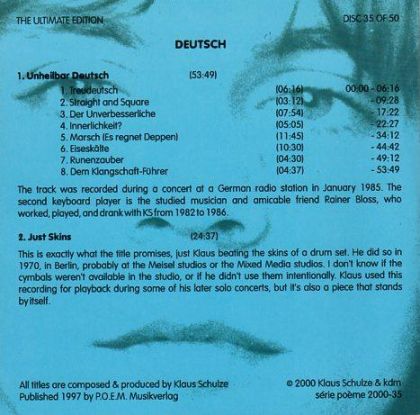 THE ULTIMATE EDITION DISC 35 OF 50
DEUTSCH
1. Unheilbar Deutsch (53:49)
1. Treudeutsch (06:16) 00:00 - 06:16
2. Straight and Square (03:12) - 09:28
3. Der Unverbesserliche (07:54) - 17:22
4. Innerlichkeit? (05:05) - 22:27
5. Marsch (Es regnet Deppen) (11:45) - 34:12
6. Eiseskälte (10:30) - 44:42
7. Runenzauber (04:30) - 49:12
8. Dem Klangschaft-Führer (04:37) - 53:49
The track was recorded during a concert at a German radio station in January 1985. The
second keyboard player is the studied musician and amicable friend Rainer Bloss, who
worked, played, and drank with KS from 1982 to 1986.
2. Just Skins (24:37)
This is exactly what the title promises, just Klaus beating the skins of a drum set. He did so in
1970, in Berlin, probably at the Meisel studios or the Mixed Media studios. I don't know if the
cymbals weren't available in the studio, or if he didn't use them intentionally. Klaus used this
recording for playback during some of his later solo concerts, but it's also a piece that stands
by itself.
All titles are composed & produced by Klaus Schulze © 2000 Klaus Schulze & kdm
Published 1997 by P.O.E.M. Musikverlag série poème 2000-35